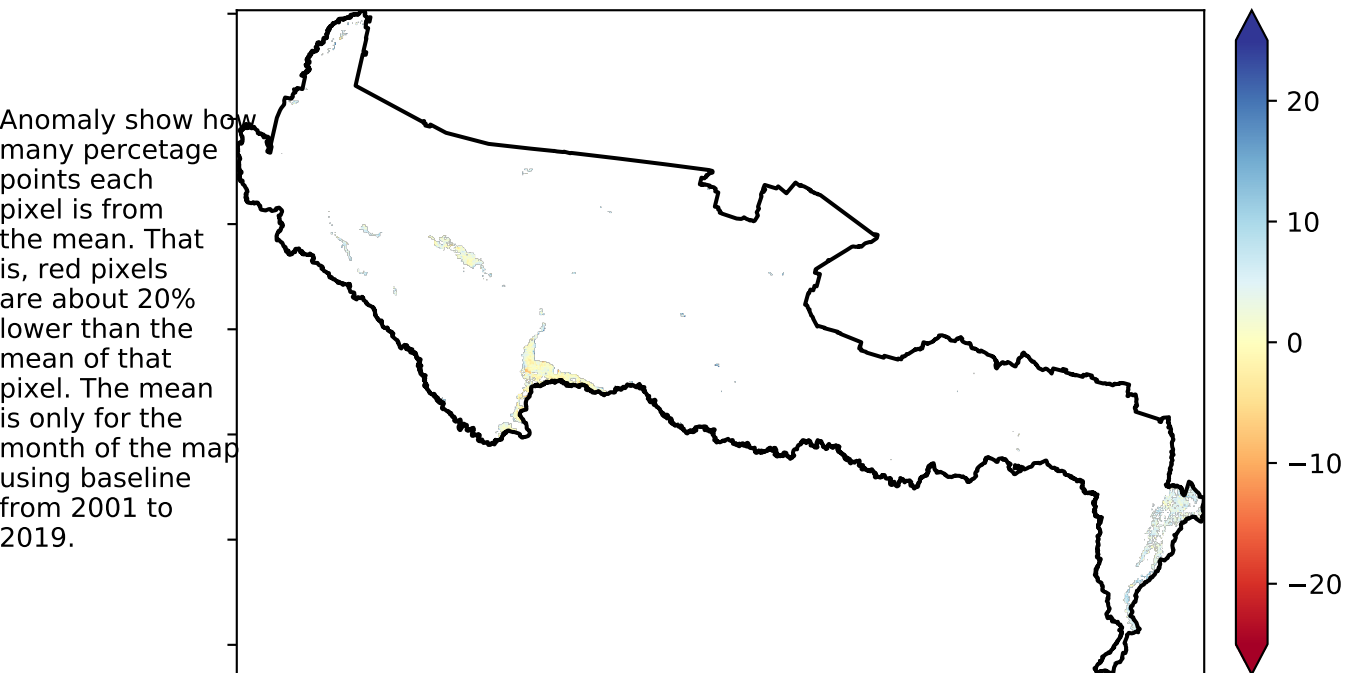 Anomaly show how
many percetage
points each
pixel is from
the mean. That
is, red pixels
are about 20%
lower than the
mean of that
pixel. The mean
is only for the
month of the map
using baseline
from 2001 to
2019.
20
10
0
−10
−20